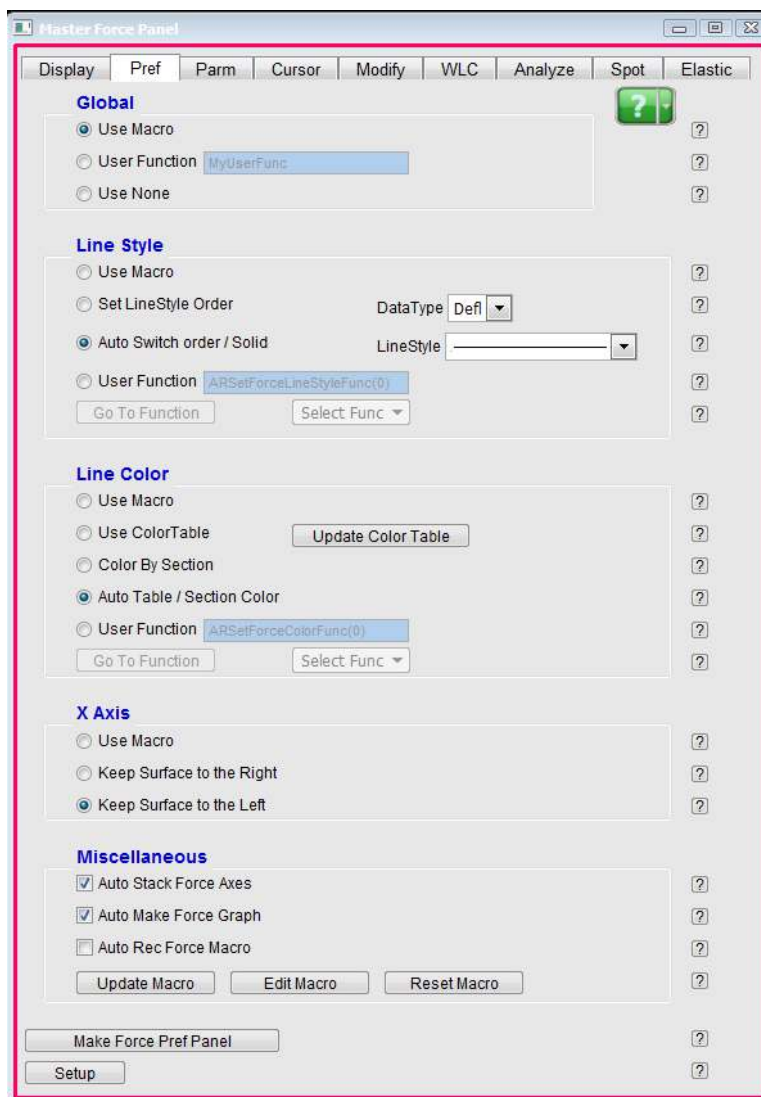 Master Force Panel
Display Pref Parm Cursor Modify WLC Analyze Spot Elastic
Global
?
Use Macro ?
User Function MyUserFunc ?
Use None ?
Line Style
Use Macro ?
Set LineStyle Order DataType Defl ?
Auto Switch order / Solid LineStyle ?
User Function ARSetForceLineStyleFunc(0) ?
Go To Function Select Func ?
Line Color
Use Macro ?
Use ColorTable Update Color Table ?
Color By Section ?
Auto Table / Section Color ?
User Function ARSetForceColorFunc(0) ?
Go To Function Select Func ?
X Axis
Use Macro ?
Keep Surface to the Right ?
Keep Surface to the Left ?
Miscellaneous
Auto Stack Force Axes ?
Auto Make Force Graph ?
Auto Rec Force Macro ?
Update Macro Edit Macro Reset Macro ?
Make Force Pref Panel ?
Setup ?